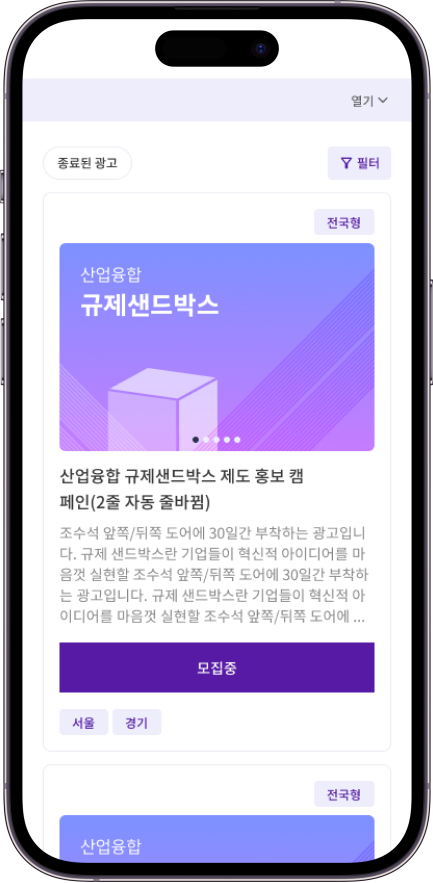 열기
종료된 광고
필터
전국형
산업융합
규제샌드박스
산업융합 규제샌드박스 제도 홍보 캠
페인(2줄 자동 줄바뀜)
조수석 앞쪽/뒤쪽 도어에 30일간 부착하는 광고입니
다. 규제 샌드박스란 기업들이 혁신적 아이디어를 마
음껏 실현할 조수석 앞쪽/뒤쪽 도어에 30일간 부착하
는 광고입니다. 규제 샌드박스란 기업들이 혁신적 아
이디어를 마음껏 실현할 조수석 앞쪽/뒤쪽 도어에 ...
모집중
서울
경기
전국형
산업융합